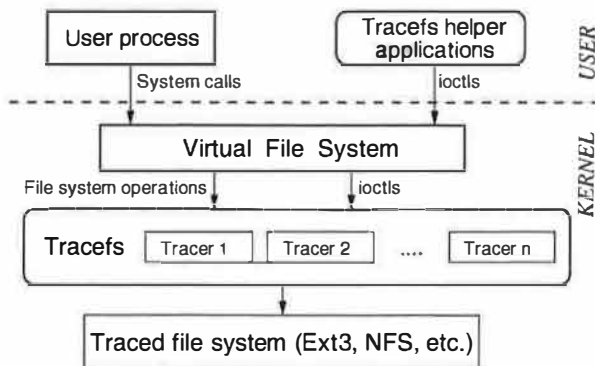 User process
Tracefs helper
applications
USER
System calls
ioctls
Virtual File System
KERNEL
File system operations
ioctls
Tracefs
Tracer 1
Tracer 2
....
Tracer n
Traced file system (Ext3, NFS, etc.)